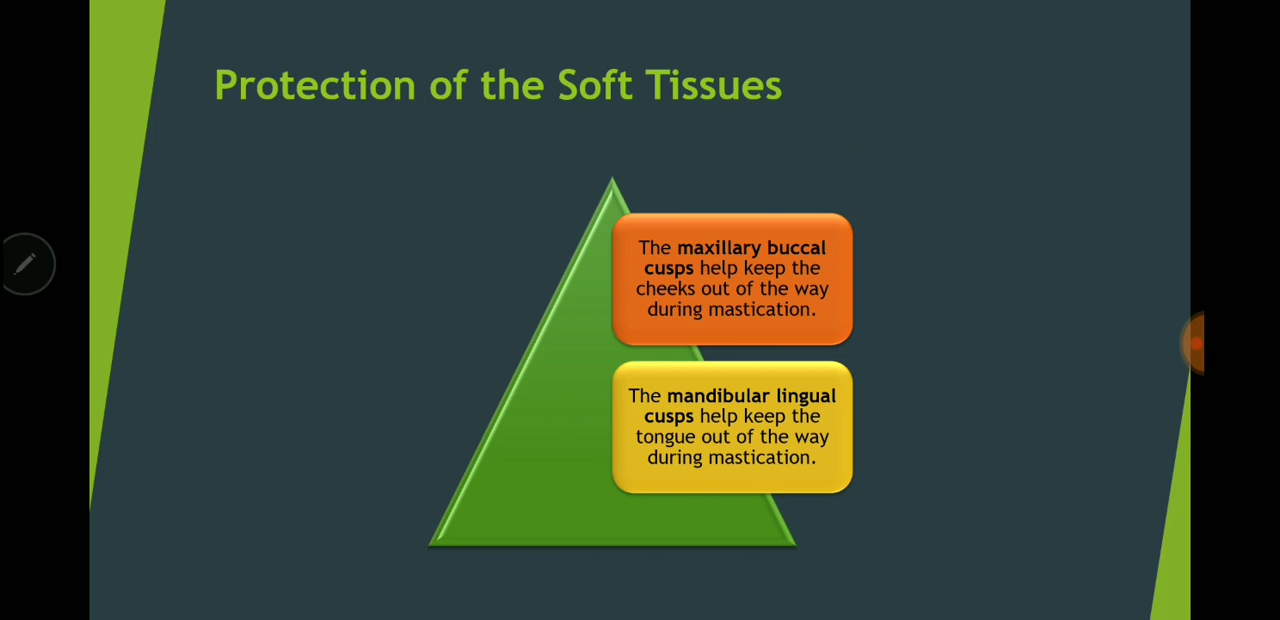 Protection of the Soft Tissues
The maxillary buccal
cusps help keep the
cheeks out of the way
during mastication.
The mandibular lingual
cusps help keep the
tongue out of the way
during mastication.